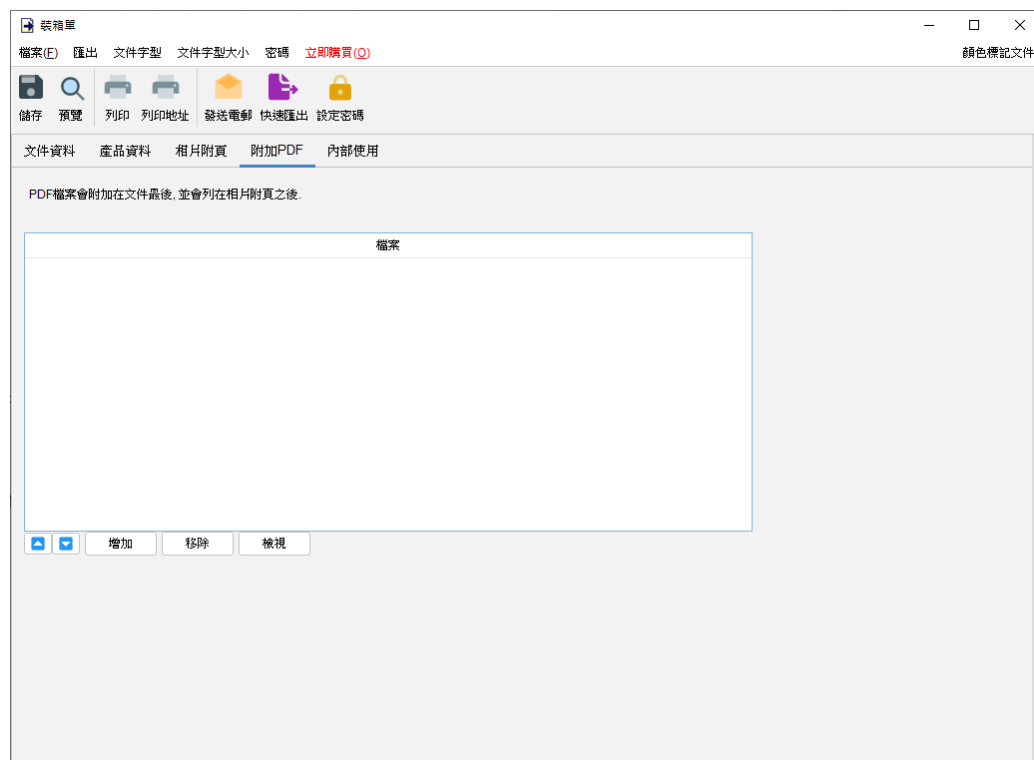 裝箱單
檔案(F) 匯出 文件字型 文件字型大小 密碼 立即購買(O) 顏色標記文件
儲存 預覽 列印 列印地址 發送電郵 快速匯出 設定密碼
文件資料 產品資料 相片附頁 附加PDF 內部使用
PDF檔案會附加在文件最後, 並會列在相片附頁之後.
檔案
增加 移除 檢視